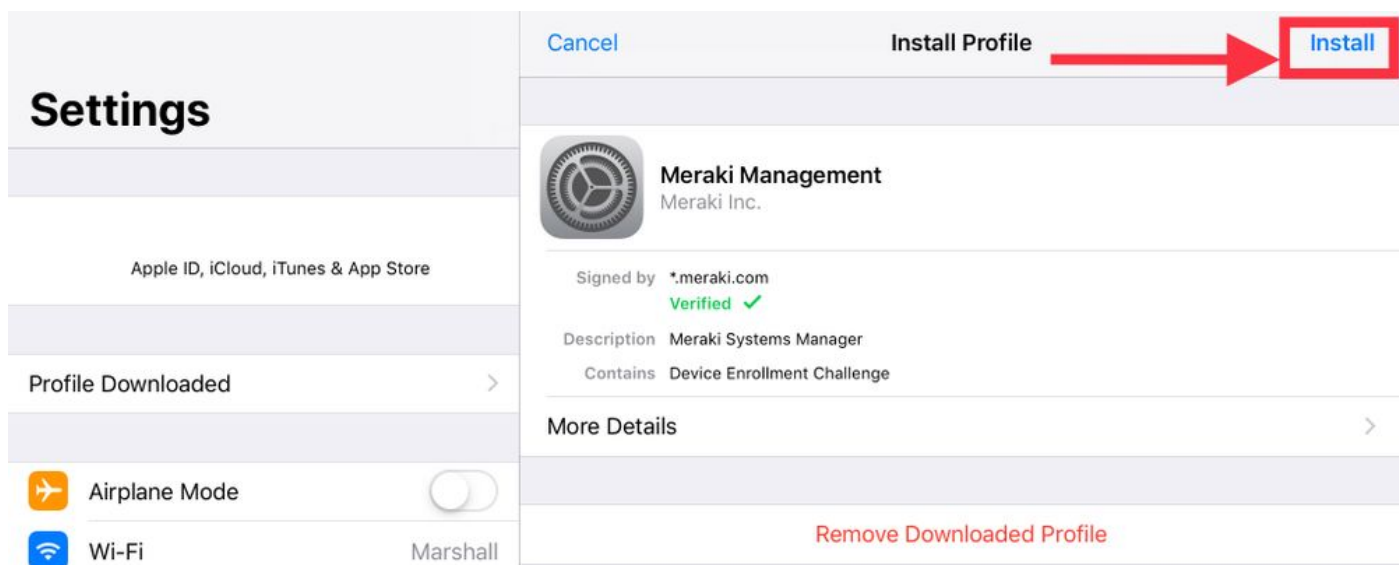 Settings
Apple ID, iCloud, iTunes & App Store
Profile Downloaded
Airplane Mode
Wi-Fi Marshall
Cancel Install Profile Install
Meraki Management
Meraki Inc.
Signed by *.meraki.com
Verified ✓
Description Meraki Systems Manager
Contains Device Enrollment Challenge
More Details
Remove Downloaded Profile